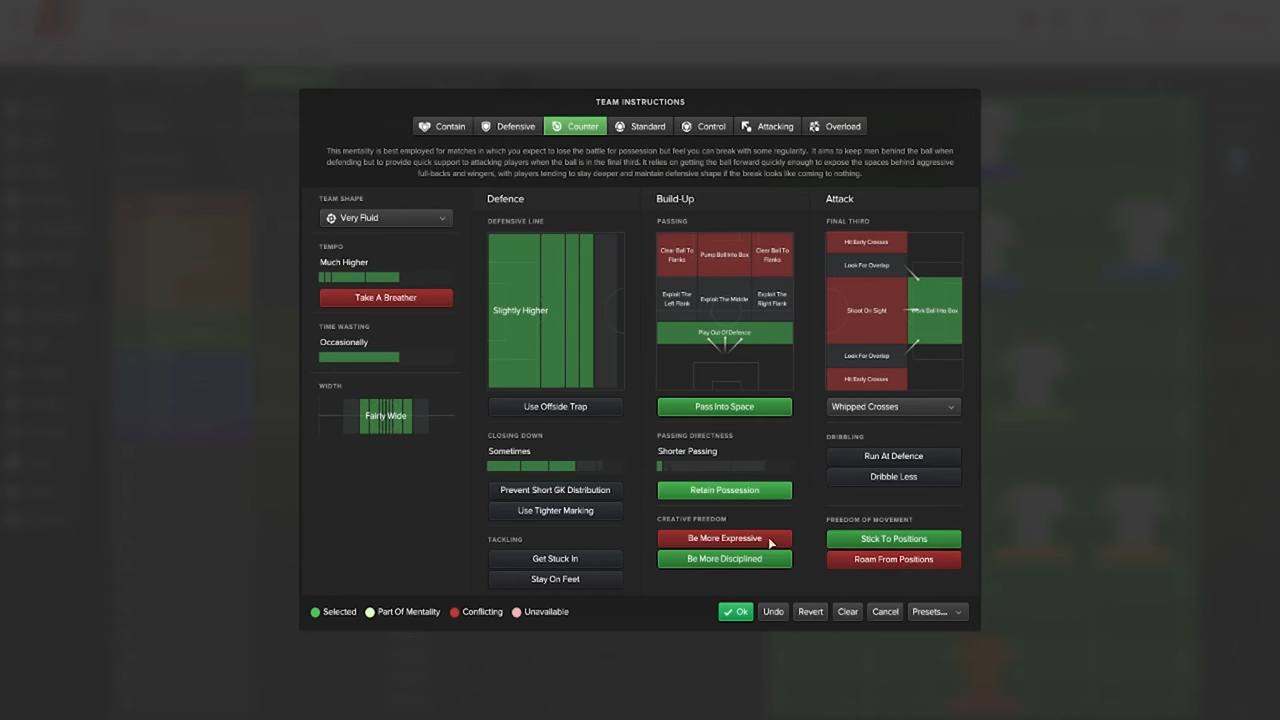 TEAM INSTRUCTIONS
Contain
Defensive
Counter
Standard
Control
Attacking
Overload
This mentality is best employed for matches in which you expect to lose the battle for possession but feel you can break with some regularity. It aims to keep men behind the ball when
defending but to provide quick support to attacking players when the ball is in the final third. It relies on getting the ball forward quickly enough to expose the spaces behind aggressive
full-backs and wingers, with players tending to stay deeper and maintain defensive shape if the break looks like coming to nothing.
TEAM SHAPE
Very Fluid
TEMPO
Much Higher
Take A Breather
TIME WASTING
Occasionally
WIDTH
Fairly Wide
Defence
DEFENSIVE LINE
Slightly Higher
Use Offside Trap
CLOSING DOWN
Sometimes
Prevent Short GK Distribution
Use Tighter Marking
TACKLING
Get Stuck In
Stay On Feet
Build-Up
PASSING
Clear Ball To
Flanks
Pump Ball Into Box
Clear Ball To
Flanks
Exploit The
Left Flank
Exploit The Middle
Exploit The
Right Flank
Play Out Of Defence
Pass Into Space
PASSING DIRECTNESS
Shorter Passing
Retain Possession
CREATIVE FREEDOM
Be More Expressive
Be More Disciplined
Attack
FINAL THIRD
Hit Early Crosses
Look For Overlap
Shoot On Sight
Work Ball Into Box
Look For Overlap
Hit Early Crosses
Whipped Crosses
DRIBBLING
Run At Defence
Dribble Less
FREEDOM OF MOVEMENT
Stick To Positions
Roam From Positions
Selected
Part Of Mentality
Conflicting
Unavailable
Ok
Undo
Revert
Clear
Cancel
Presets...